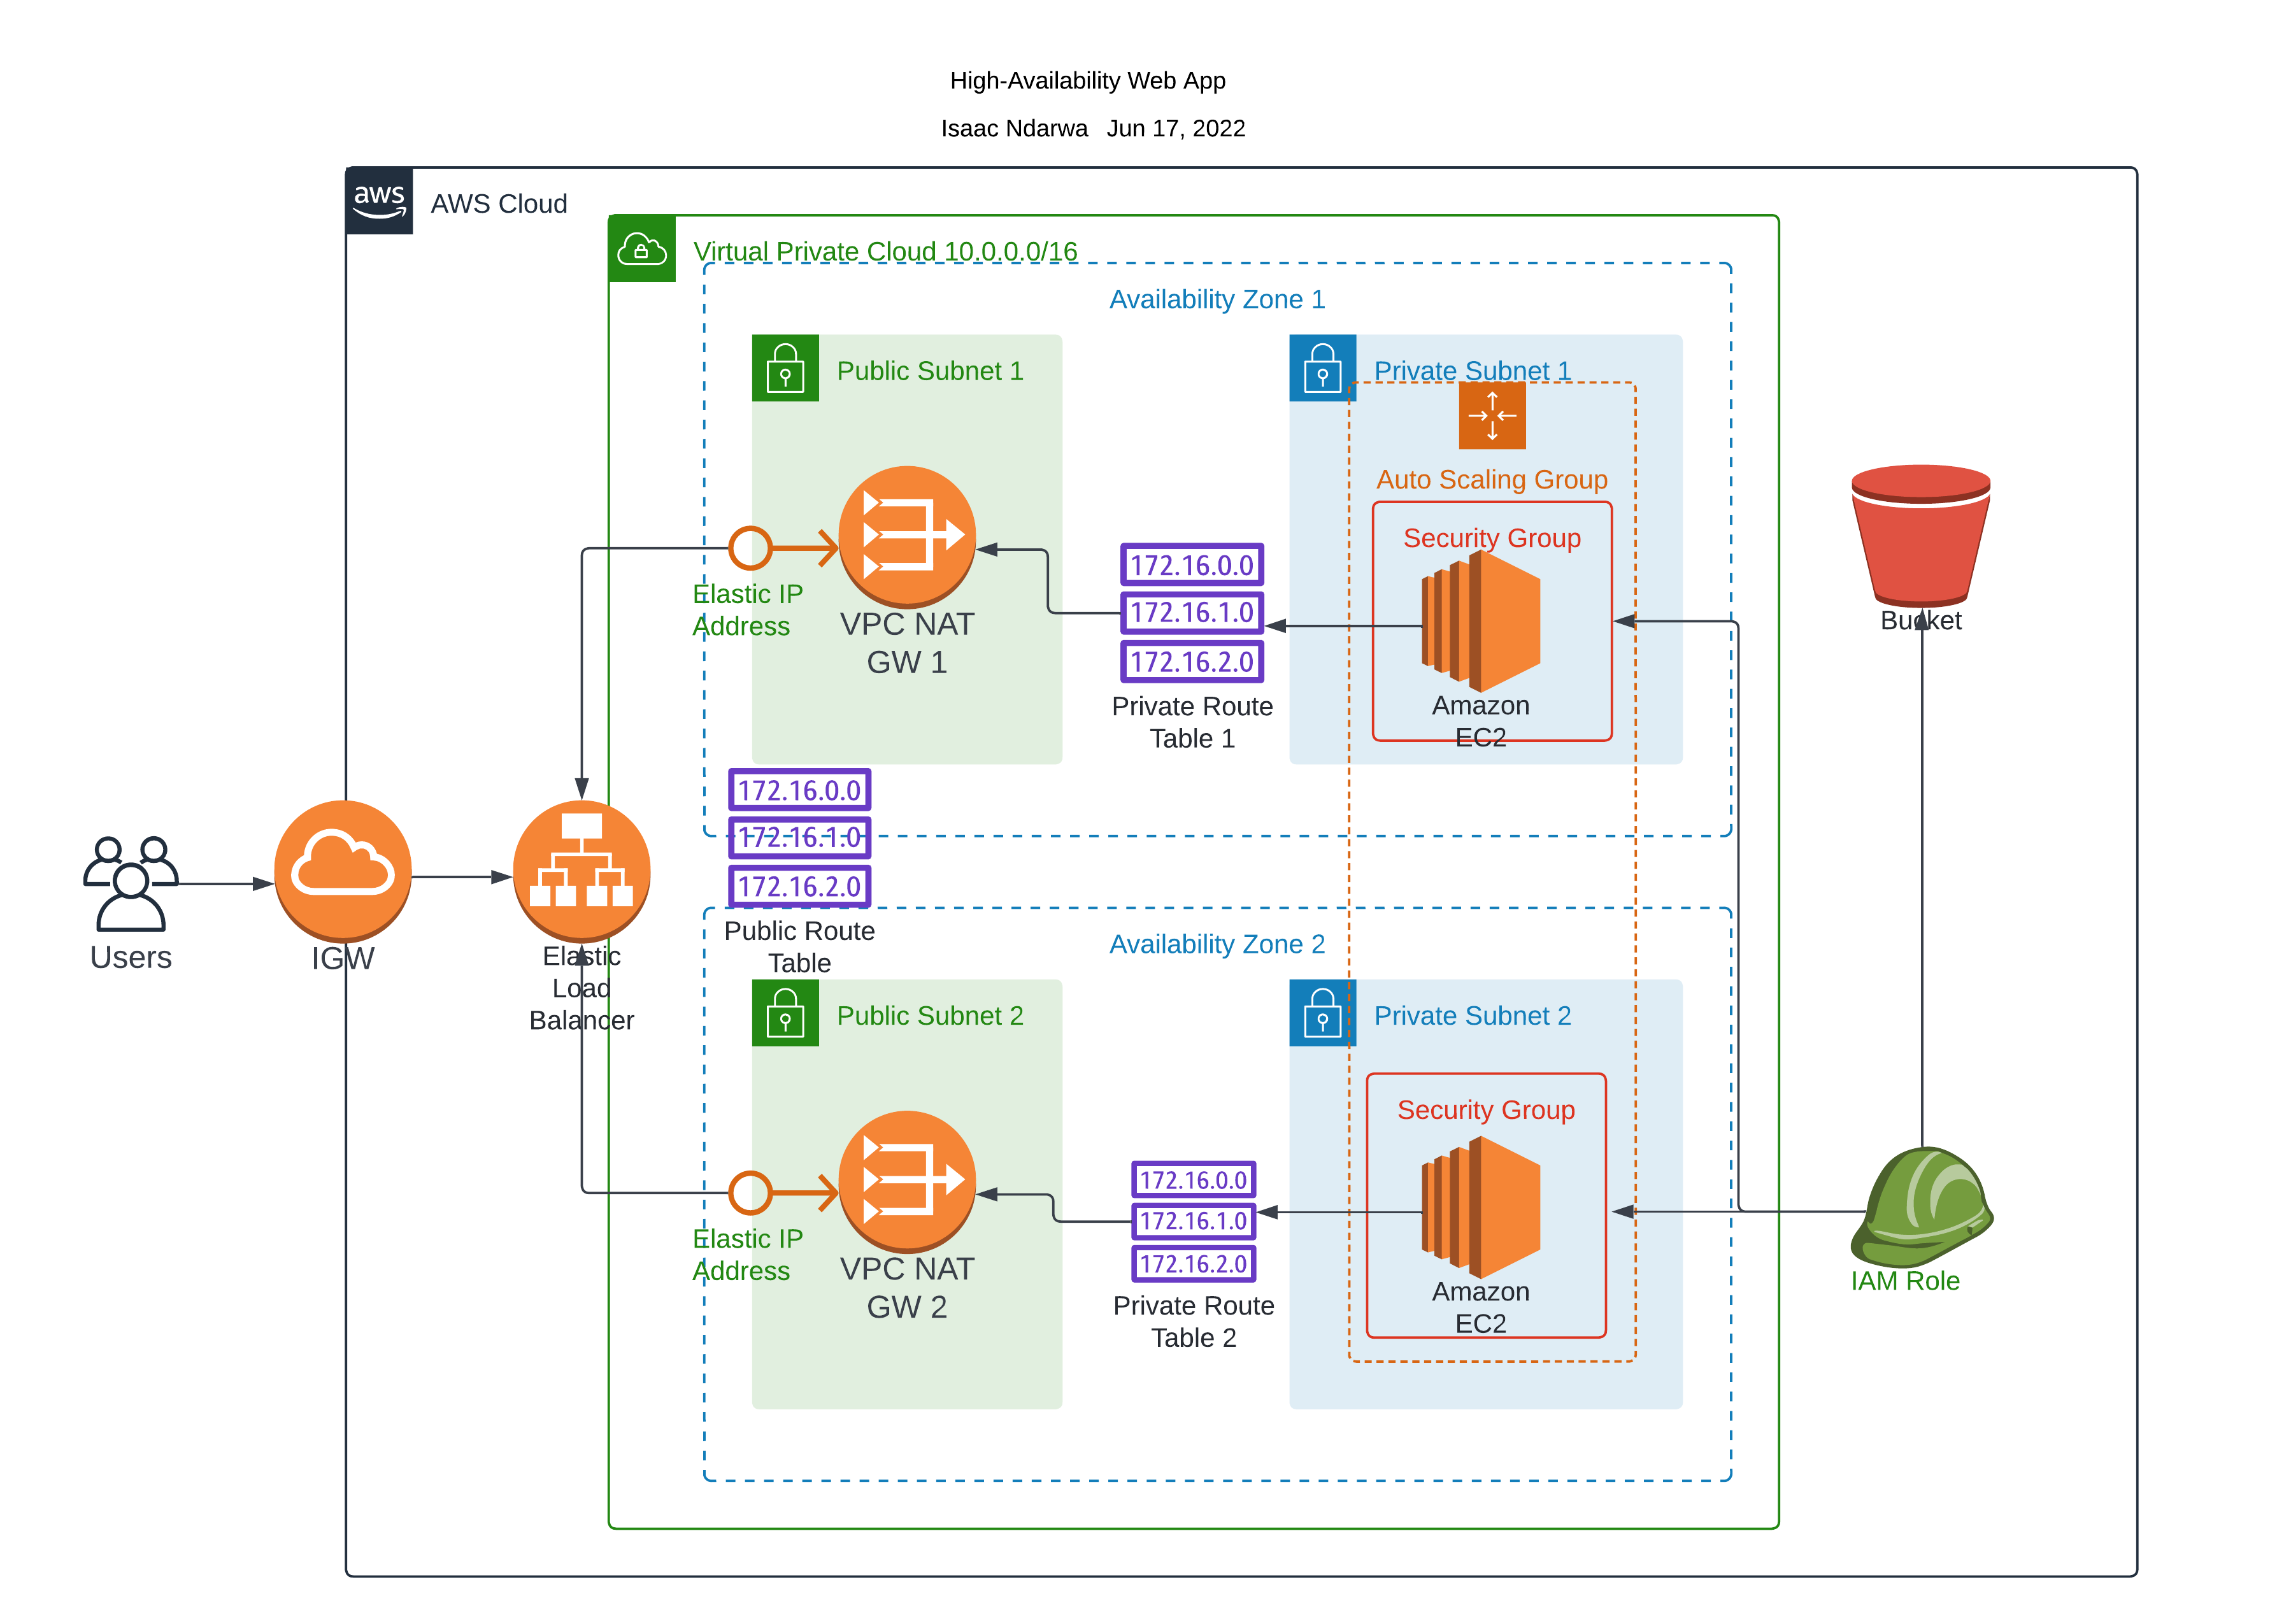 High-Availability Web App
Isaac Ndarwa Jun 17, 2022
aws
AWS Cloud
Virtual Private Cloud 10.0.0.0/16
Availability Zone 1
Public Subnet 1
Private Subnet 1
Auto Scaling Group
Security Group
Elastic IP
Address
VPC NAT
GW 1
172.16.0.0
172.16.1.0
172.16.2.0
Private Route
Table 1
Amazon
EC2
Bucket
172.16.0.0
172.16.1.0
172.16.2.0
Public Route
Table
Users
IGW
Elastic
Load
Balancer
Availability Zone 2
Public Subnet 2
Private Subnet 2
Security Group
Elastic IP
Address
VPC NAT
GW 2
172.16.0.0
172.16.1.0
172.16.2.0
Private Route
Table 2
Amazon
EC2
IAM Role